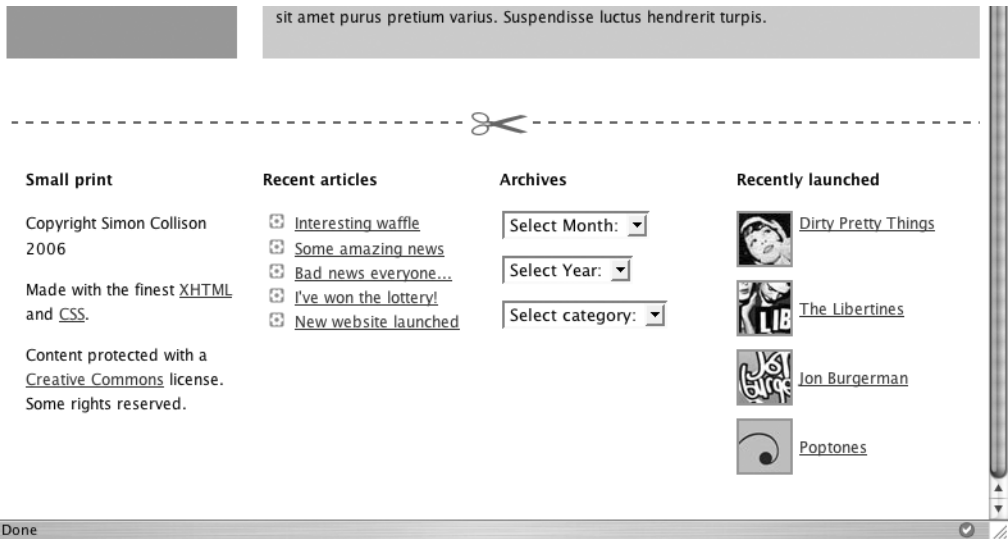 sit amet purus pretium varius. Suspendisse luctus hendrerit turpis.
Small print
Copyright Simon Collison
2006
Made with the finest XHTML
and CSS.
Content protected with a
Creative Commons license.
Some rights reserved.
Recent articles
Interesting waffle
Some amazing news
Bad news everyone...
I've won the lottery!
New website launched
Archives
Select Month:
Select Year:
Select category:
Recently launched
Dirty Pretty Things
LIB
The Libertines
Jon Burgerman
Poptones
Done